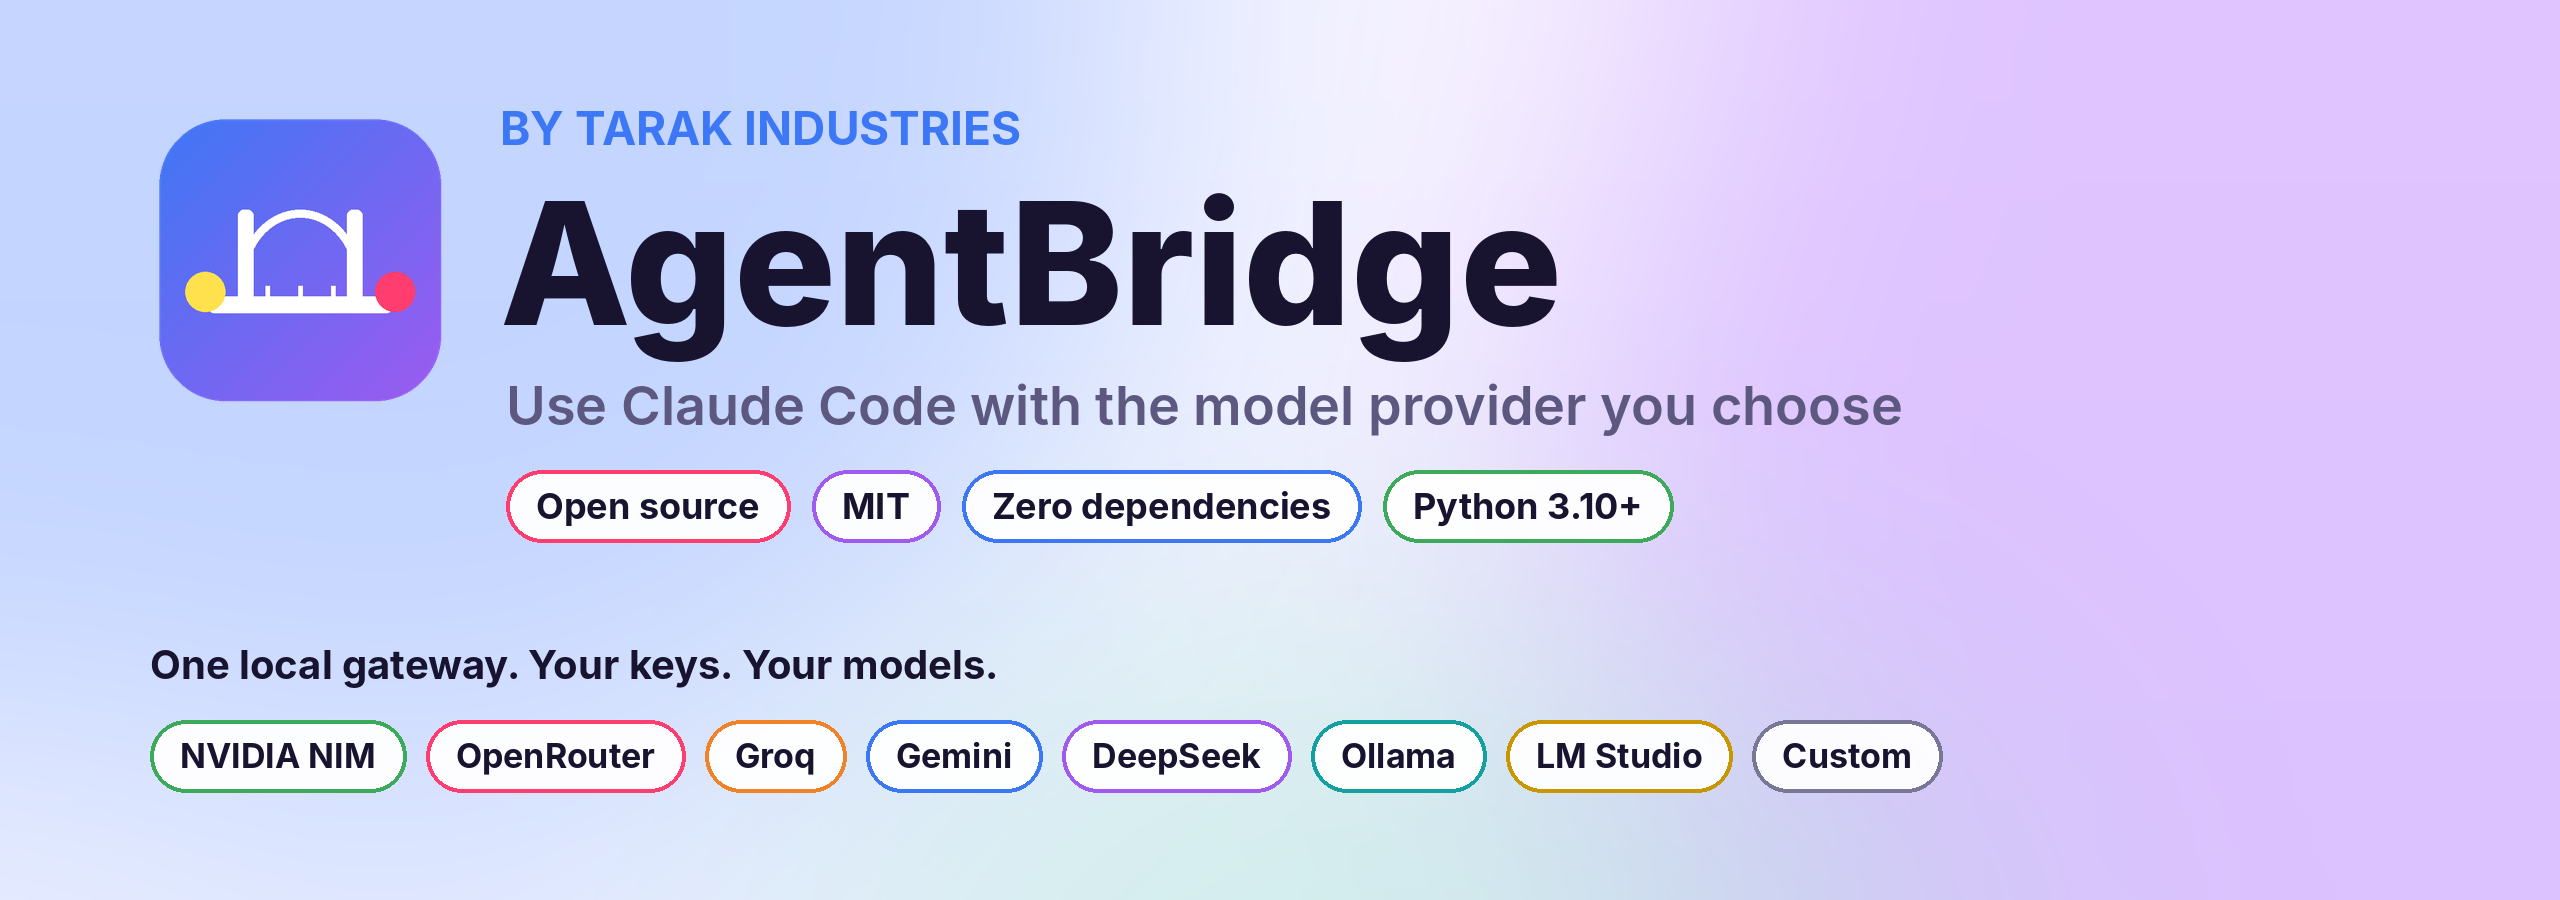 BY TARAK INDUSTRIES
AgentBridge
Use Claude Code with the model provider you choose
Open source MIT Zero dependencies Python 3.10+
One local gateway. Your keys. Your models.
NVIDIA NIM OpenRouter Groq Gemini DeepSeek Ollama LM Studio Custom